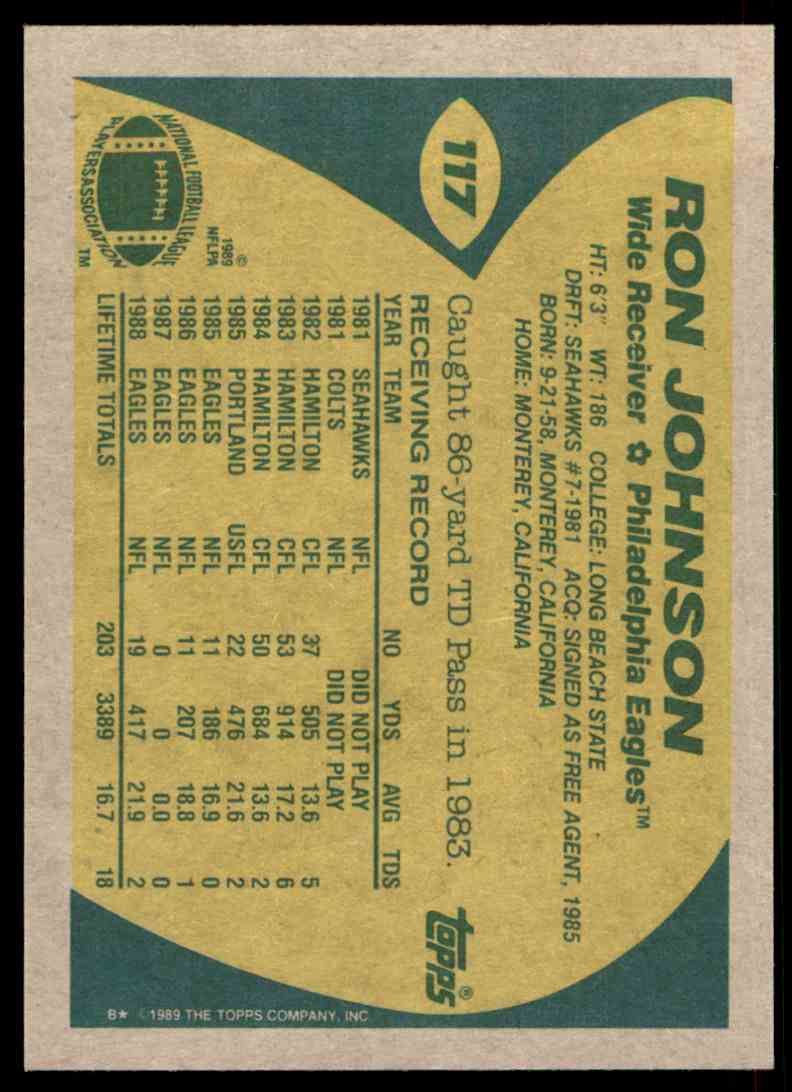 117
RON JOHNSON
Wide Receiver ✿ Philadelphia Eagles™
HT: 6'3" WT: 186 COLLEGE: LONG BEACH STATE
DRFT: SEAHAWKS #7-1981 ACQ: SIGNED AS FREE AGENT, 1985
BORN: 9-21-58, MONTEREY, CALIFORNIA
HOME: MONTEREY, CALIFORNIA
Caught 86-yard TD Pass in 1983.
topps®
RECEIVING RECORD
YEAR TEAM NO YDS AVG TDS
1981 SEAHAWKS NFL DID NOT PLAY
1981 COLTS NFL DID NOT PLAY
1982 HAMILTON CFL 37 505 13.6 5
1983 HAMILTON CFL 53 914 17.2 6
1984 HAMILTON CFL 50 684 13.6 2
1985 PORTLAND USFL 22 476 21.6 2
1985 EAGLES NFL 11 186 16.9 0
1986 EAGLES NFL 11 207 18.8 1
1987 EAGLES NFL 0 0 0.0 0
1988 EAGLES NFL 19 417 21.9 2
LIFETIME TOTALS 203 3389 16.7 18
NATIONAL FOOTBALL LEAGUE
PLAYERS ASSOCIATION
™
©
1989
NFLPA
B* ©1989 THE TOPPS COMPANY, INC